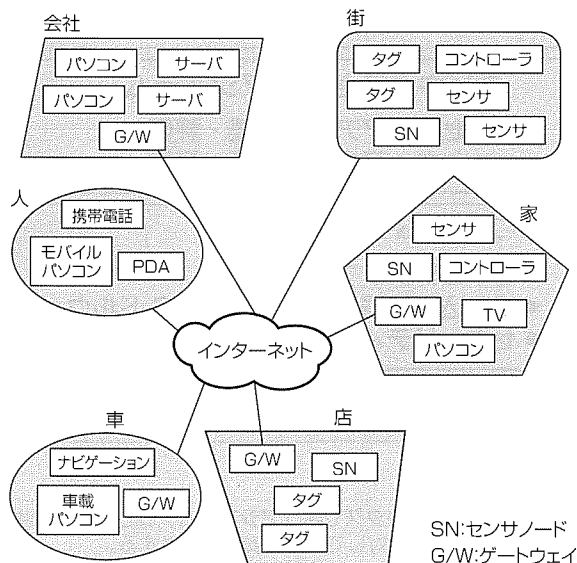 会社
パソコン サーバ
パソコン サーバ
G/W
街
タグ コントローラ
タグ センサ
SN センサ
人
携帯電話
モバイル
パソコン
PDA
家
センサ
SN コントローラ
G/W TV
パソコン
インターネット
車
ナビゲーション
車載
パソコン
G/W
店
G/W SN
タグ
タグ
SN:センサノード
G/W:ゲートウェイ